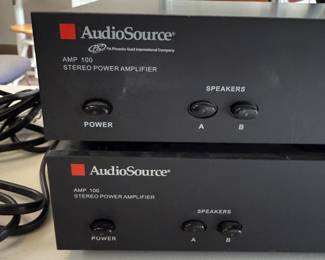 AudioSource®
A Phoenix Gold International Company
AMP 100
STEREO POWER AMPLIFIER
SPEAKERS
POWER
A
B
AudioSource®
AMP 100
STEREO POWER AMPLIFIER
SPEAKERS
POWER
A
B